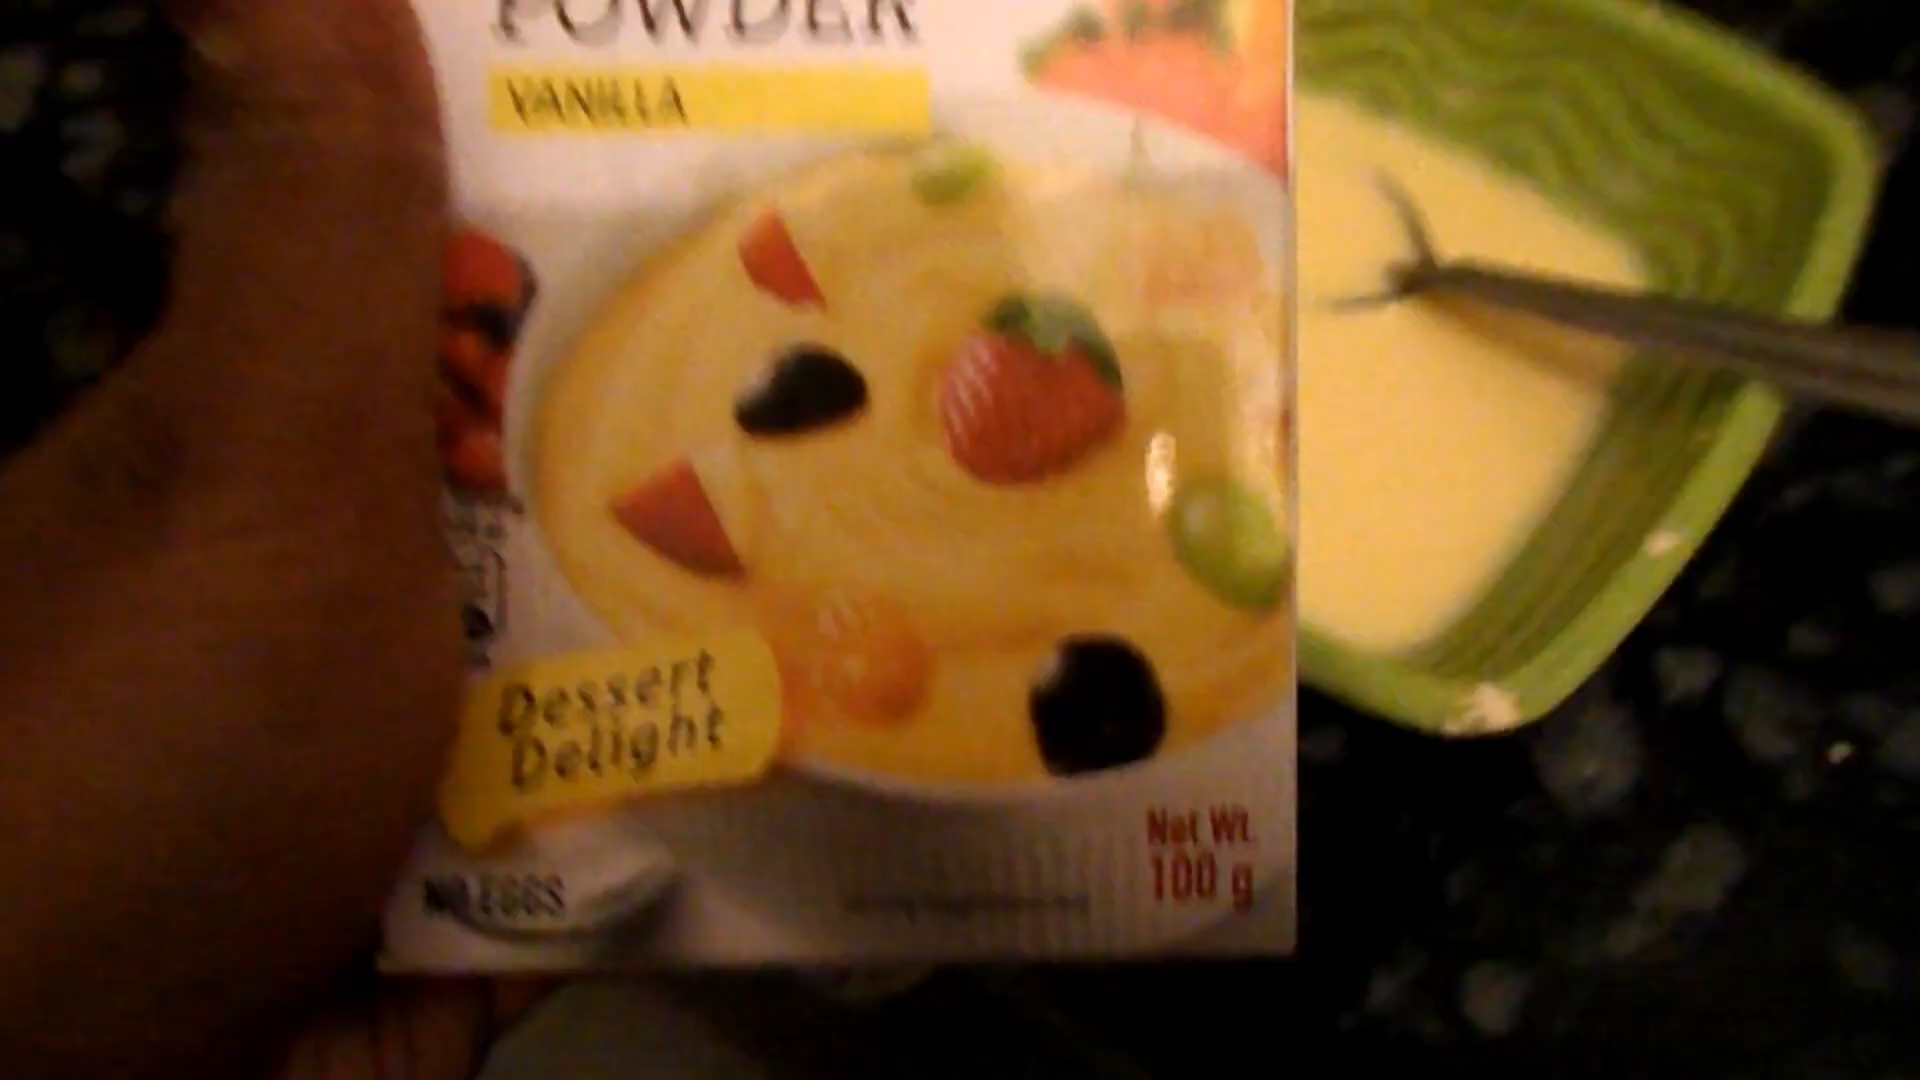 POWDER
VANILLA
Dessert
Delight
NO EGGS
Net Wt.
100 g